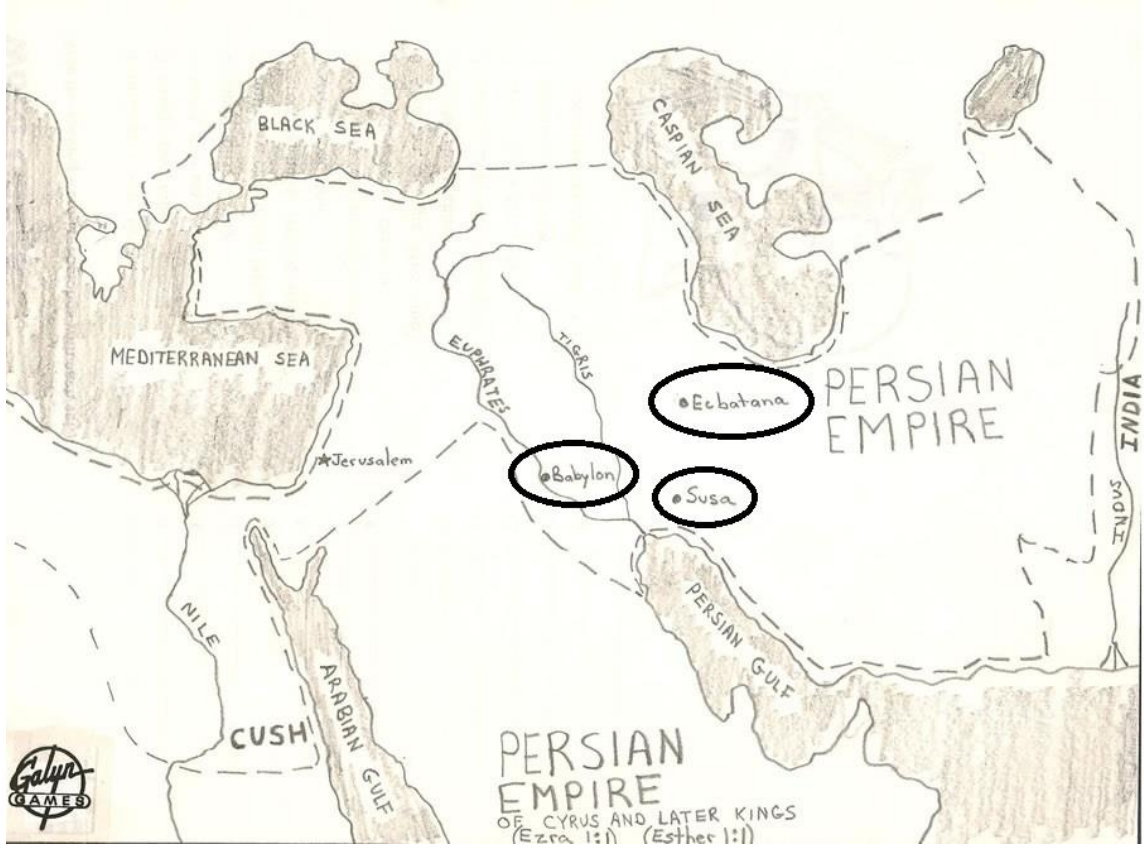 BLACK SEA
CASPIAN SEA
MEDITERRANEAN SEA
EUPHRATES
TIGRIS
Ecbatana
PERSIAN
EMPIRE
INDIA
Jerusalem
Babylon
Susa
INDUS
NILE
PERSIAN GULF
ARABIAN GULF
CUSH
PERSIAN
EMPIRE
OF CYRUS AND LATER KINGS
(Ezra 1:1) (Esther 1:1)
Galyn
GAMES